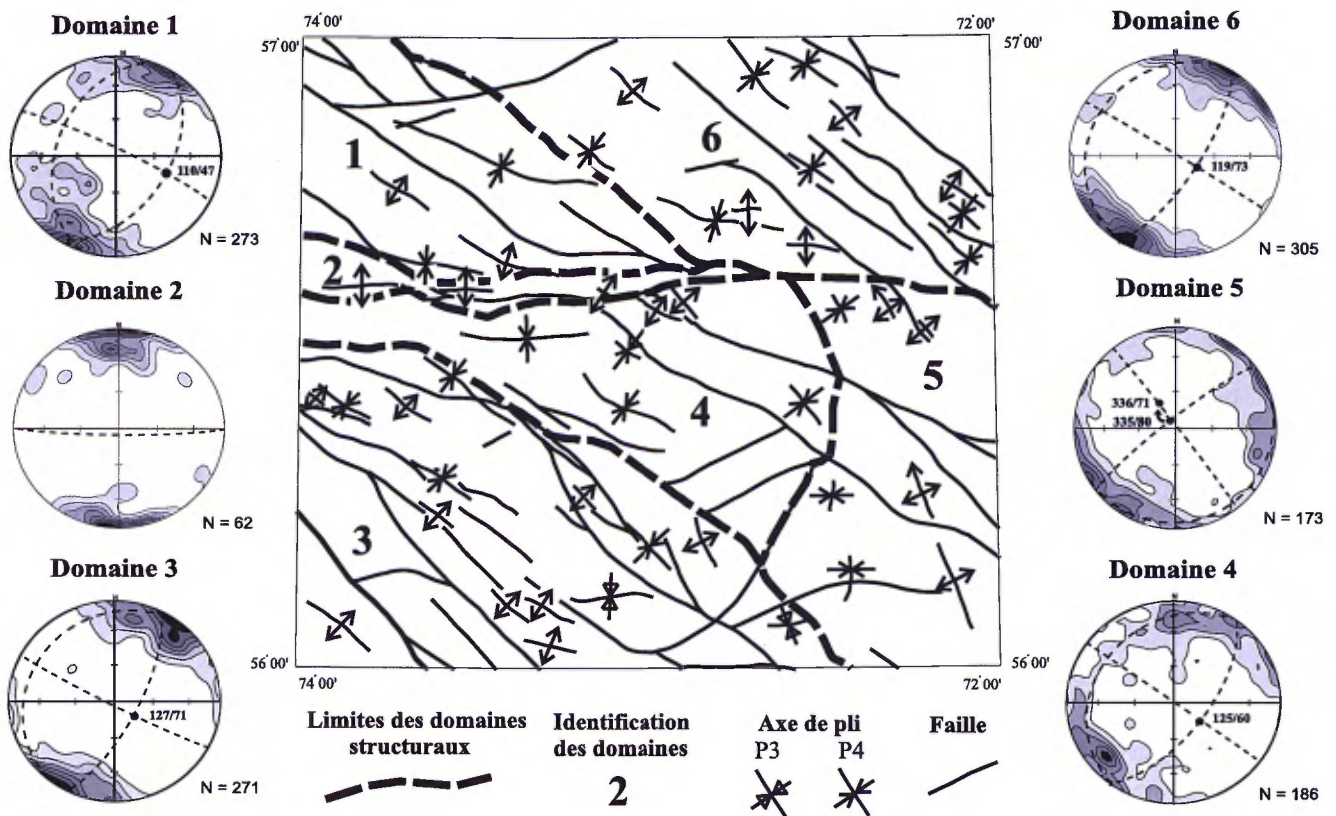 Domaine 1
N
110/47
N = 273
Domaine 2
N
N = 62
Domaine 3
N
127/71
N = 271
74°00'
72°00'
57°00'
57°00'
1
6
2
5
4
3
56°00'
56°00'
74°00'
72°00'
Domaine 6
N
119/73
N = 305
Domaine 5
N
336/71
335/80
N = 173
Domaine 4
N
125/60
N = 186
Limites des domaines
structuraux
Identification
des domaines
2
Axe de pli
P3 P4
Faille